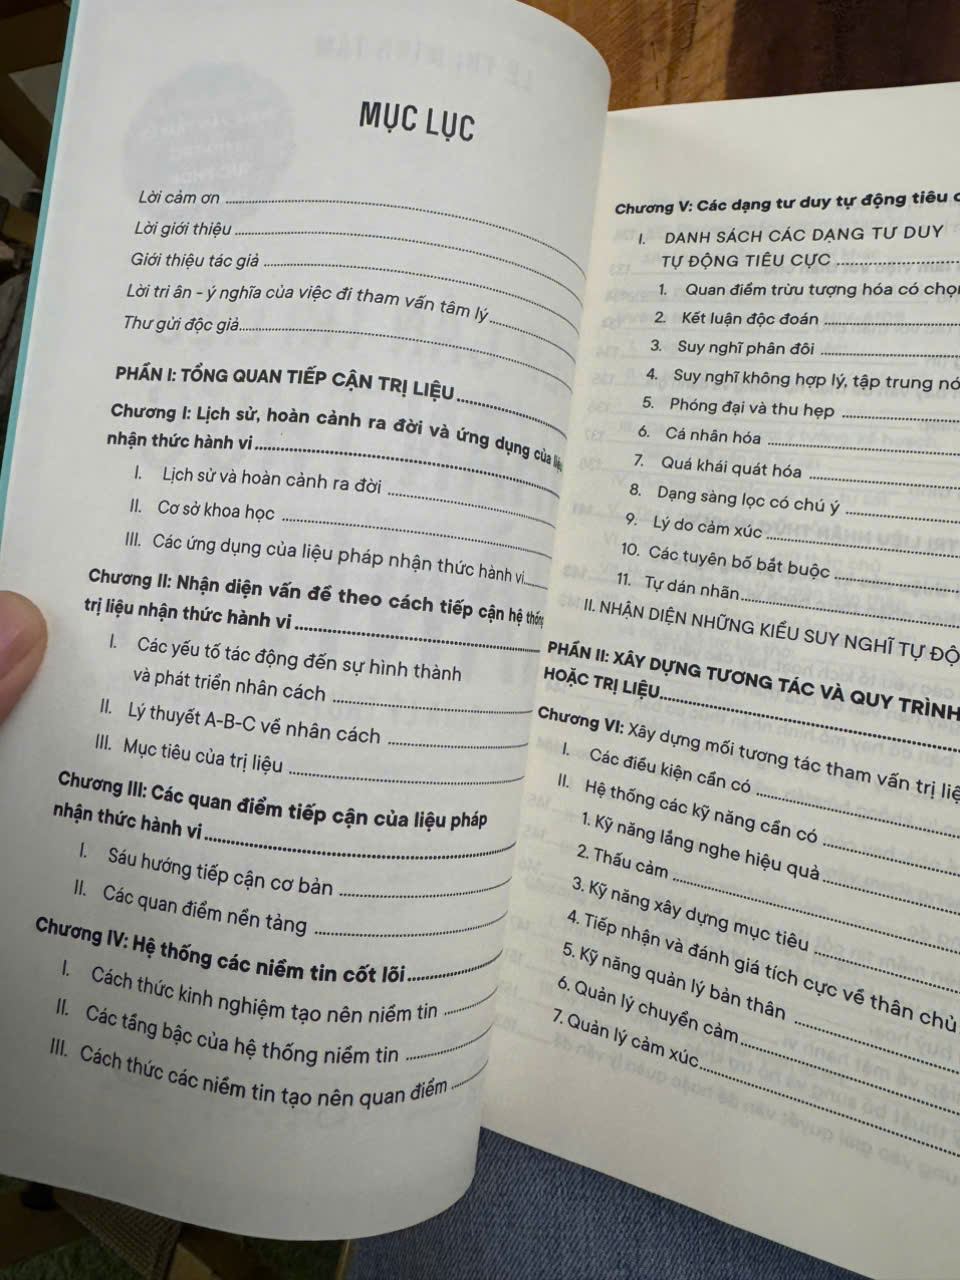 MỤC LỤC
Lời cảm ơn
Lời giới thiệu
Giới thiệu tác giả
Lời tri ân - ý nghĩa của việc đi tham vấn tâm lý
Thư gửi độc giả
PHẦN I: TỔNG QUAN TIẾP CẬN TRỊ LIỆU
Chương I: Lịch sử, hoàn cảnh ra đời và ứng dụng của liệu
nhận thức hành vi
I. Lịch sử và hoàn cảnh ra đời
II. Cơ sở khoa học
III. Các ứng dụng của liệu pháp nhận thức hành vi
Chương II: Nhận diện vấn đề theo cách tiếp cận hệ thống
trị liệu nhận thức hành vi
I. Các yếu tố tác động đến sự hình thành
và phát triển nhân cách
II. Lý thuyết A-B-C về nhân cách
III. Mục tiêu của trị liệu
Chương III: Các quan điểm tiếp cận của liệu pháp
nhận thức hành vi
I. Sáu hướng tiếp cận cơ bản
II. Các quan điểm nền tảng
Chương IV: Hệ thống các niềm tin cốt lõi
I. Cách thức kinh nghiệm tạo nên niềm tin
II. Các tầng bậc của hệ thống niềm tin
III. Cách thức các niềm tin tạo nên quan điểm
Chương V: Các dạng tư duy tự động tiêu
I. DANH SÁCH CÁC DẠNG TƯ DUY
TỰ ĐỘNG TIÊU CỰC
1. Quan điểm trừu tượng hóa có chọn
2. Kết luận độc đoán
3. Suy nghĩ phân đôi
4. Suy nghĩ không hợp lý, tập trung
5. Phóng đại và thu hẹp
6. Cá nhân hóa
7. Quá khái quát hóa
8. Dạng sàng lọc có chú ý
9. Lý do cảm xúc
10. Các tuyên bố bắt buộc
11. Tự dán nhãn
II. NHẬN DIỆN NHỮNG KIỂU SUY NGHĨ TỰ ĐỘ
PHẦN II: XÂY DỰNG TƯƠNG TÁC VÀ QUY TRÌNH
HOẶC TRỊ LIỆU
Chương VI: Xây dựng mối tương tác tham vấn trị liệ
I. Các điều kiện cần có
II. Hệ thống các kỹ năng cần có
1. Kỹ năng lắng nghe hiệu quả
2. Thấu cảm
3. Kỹ năng xây dựng mục tiêu
4. Tiếp nhận và đánh giá tích cực về thân chủ
5. Kỹ năng quản lý bản thân
6. Quản lý chuyển cảm
7. Quản lý cảm xúc